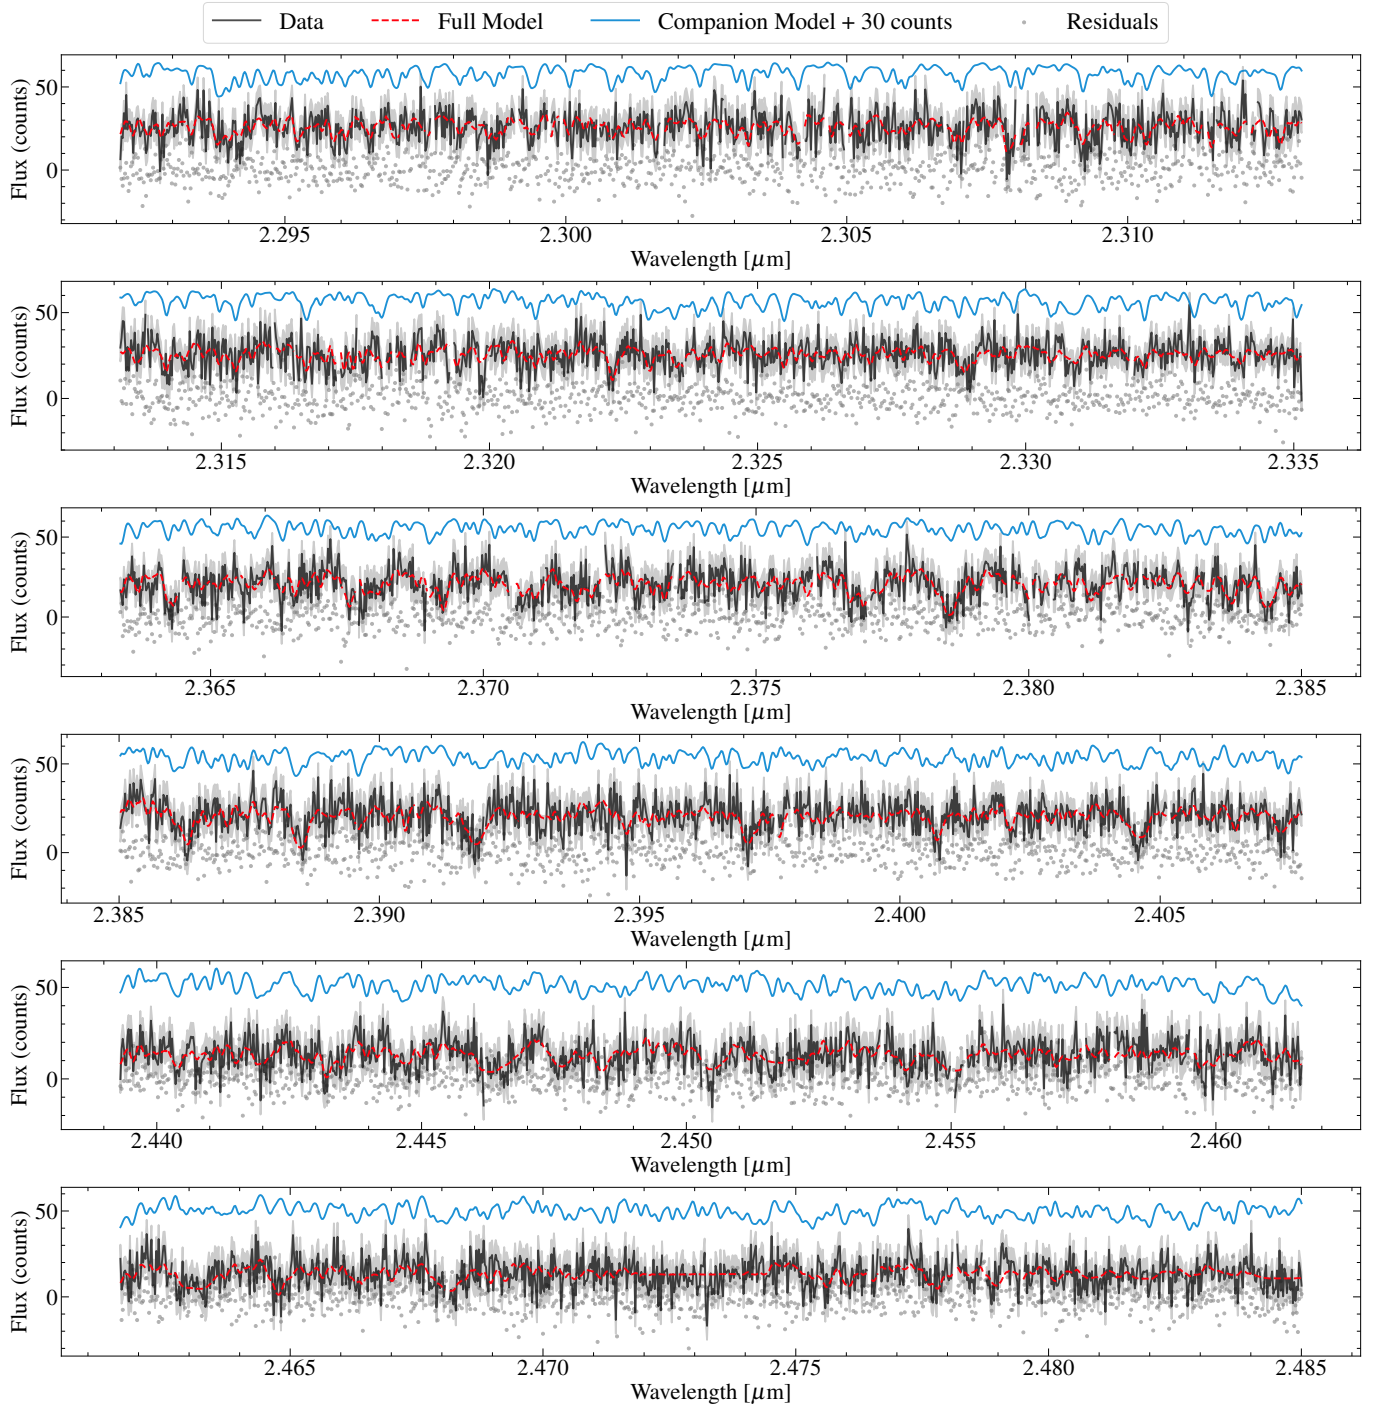 Data Full Model Companion Model + 30 counts Residuals
Flux (counts)
50
0
2.295 2.300 2.305 2.310
Wavelength [μm]
Flux (counts)
50
0
2.315 2.320 2.325 2.330 2.335
Wavelength [μm]
Flux (counts)
50
0
2.365 2.370 2.375 2.380 2.385
Wavelength [μm]
Flux (counts)
50
0
2.385 2.390 2.395 2.400 2.405
Wavelength [μm]
Flux (counts)
50
0
2.440 2.445 2.450 2.455 2.460
Wavelength [μm]
Flux (counts)
50
0
2.465 2.470 2.475 2.480 2.485
Wavelength [μm]